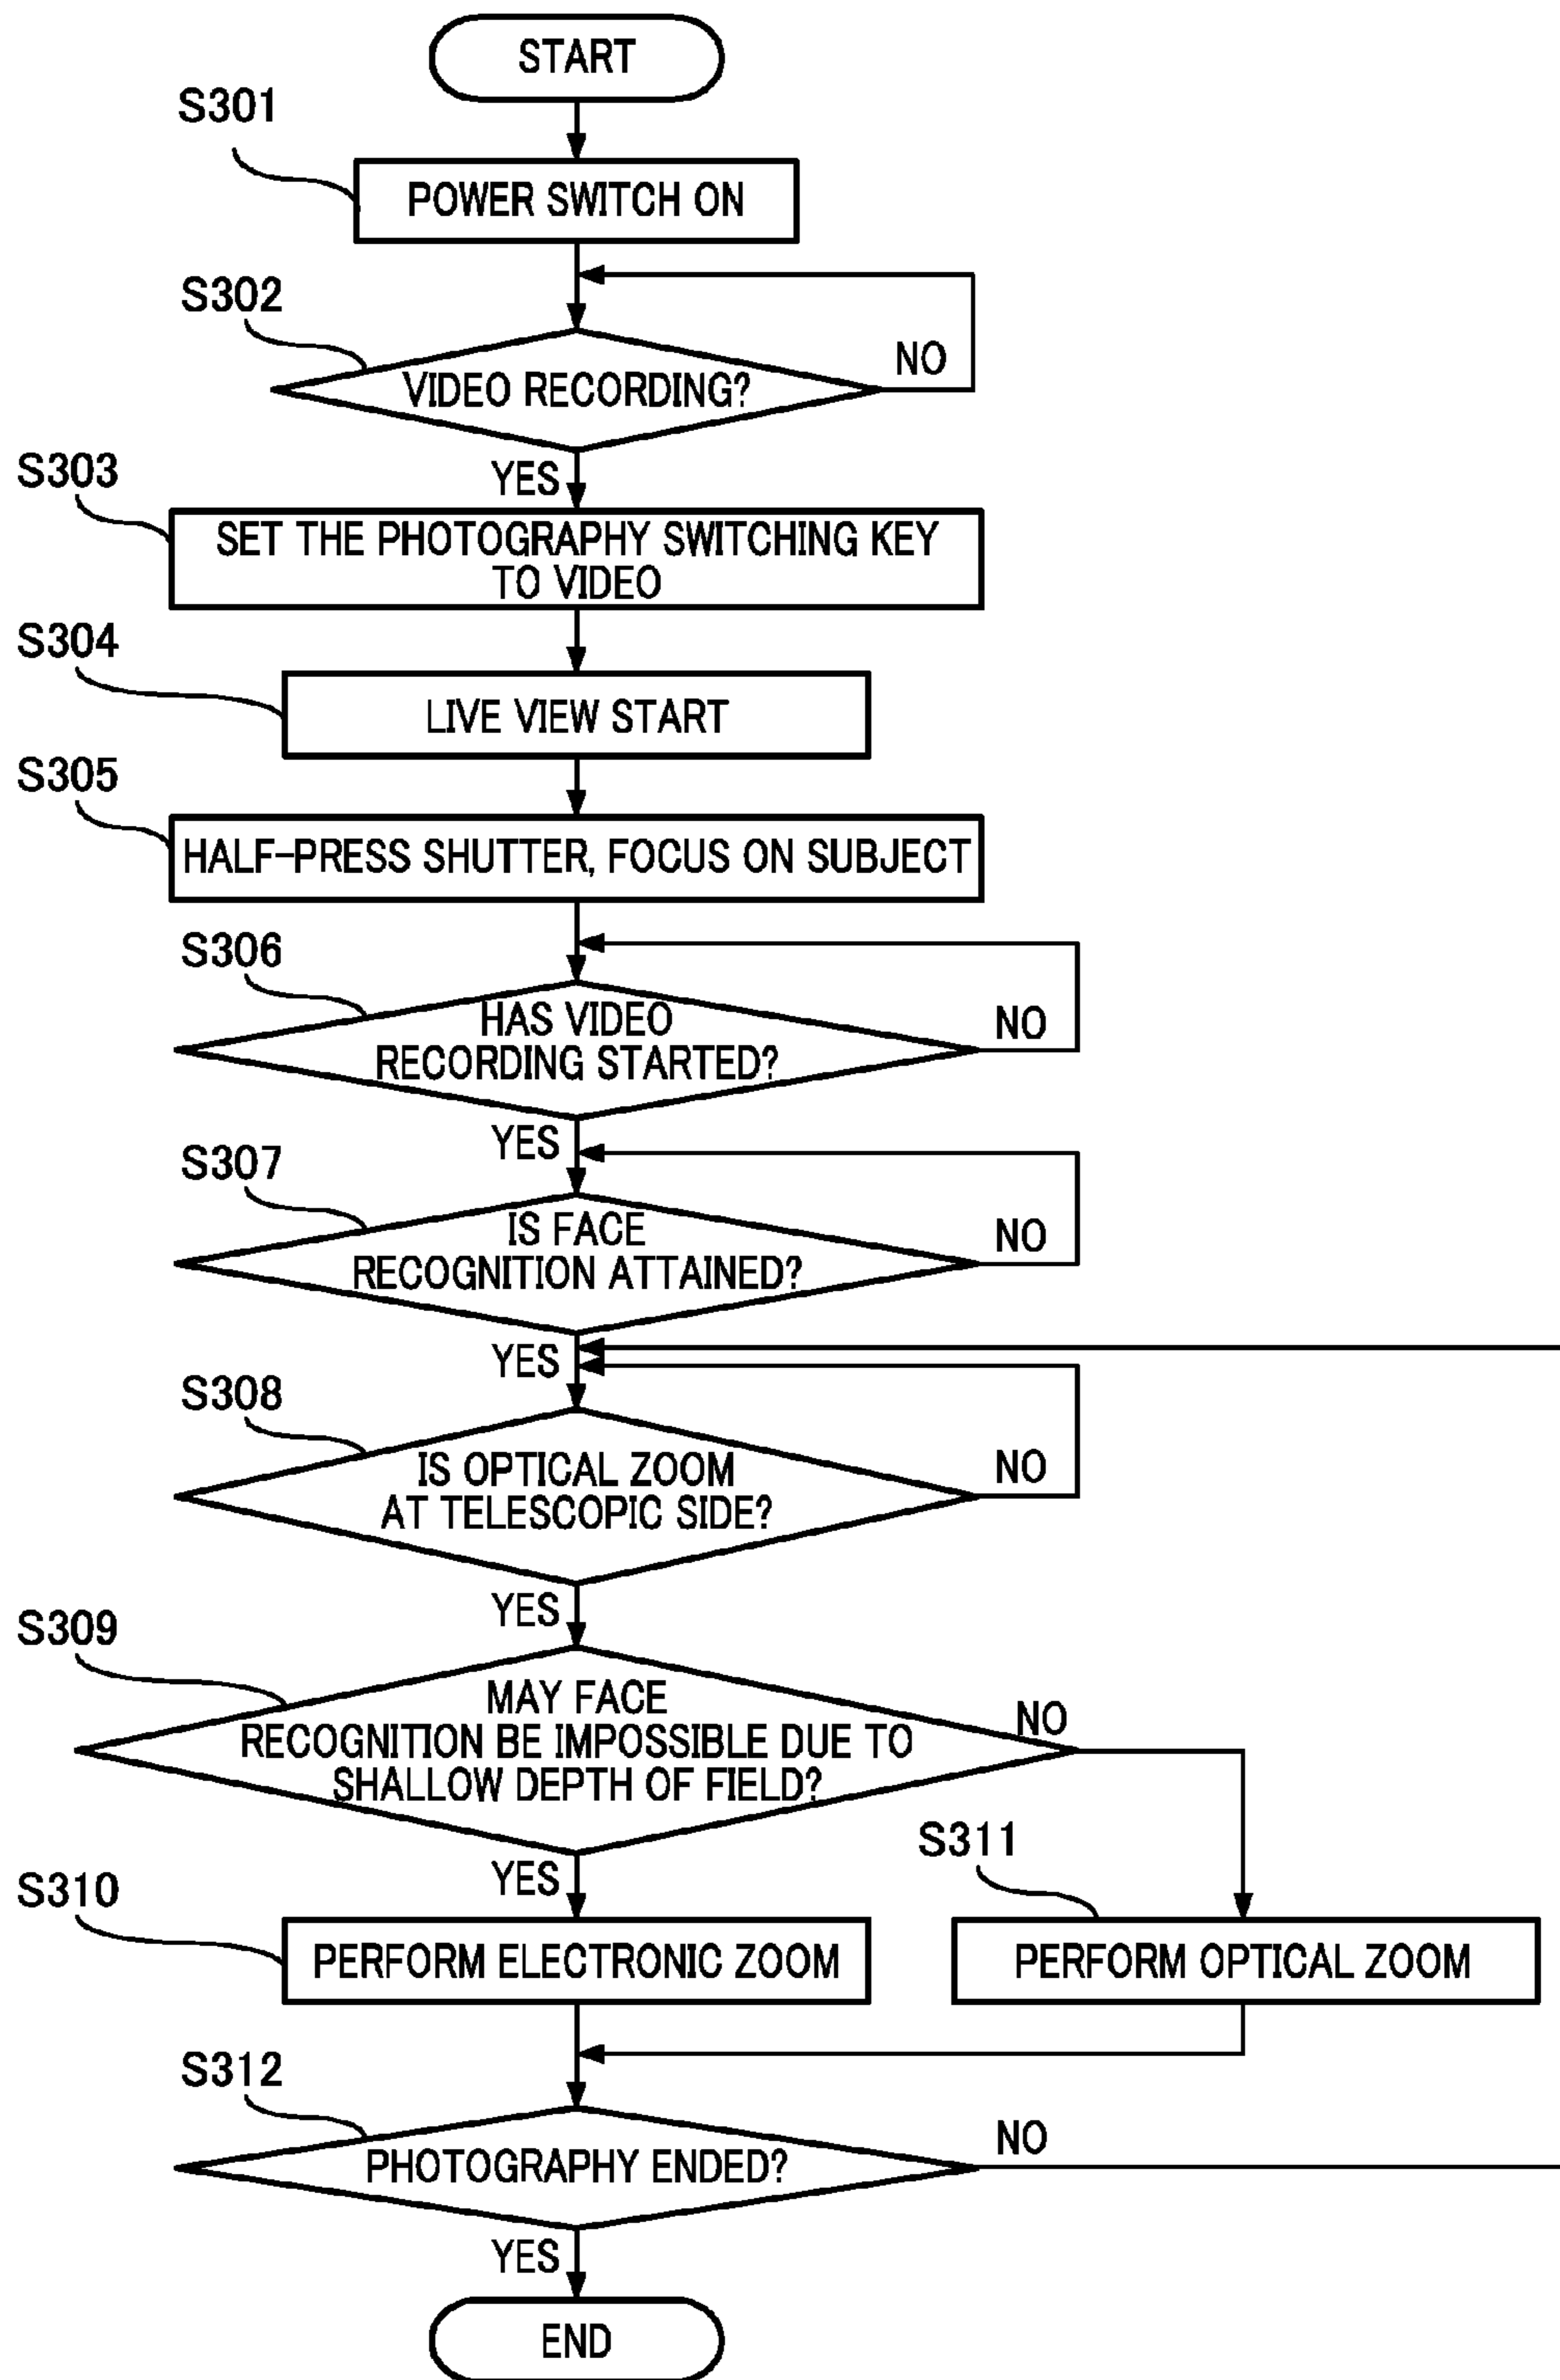 START
S301
POWER SWITCH ON
S302
VIDEO RECORDING?
NO
YES
S303
SET THE PHOTOGRAPHY SWITCHING KEY
TO VIDEO
S304
LIVE VIEW START
S305
HALF-PRESS SHUTTER, FOCUS ON SUBJECT
S306
HAS VIDEO
RECORDING STARTED?
NO
YES
S307
IS FACE
RECOGNITION ATTAINED?
NO
YES
S308
IS OPTICAL ZOOM
AT TELESCOPIC SIDE?
NO
YES
S309
MAY FACE
RECOGNITION BE IMPOSSIBLE DUE TO
SHALLOW DEPTH OF FIELD?
NO
YES
S310
PERFORM ELECTRONIC ZOOM
S311
PERFORM OPTICAL ZOOM
S312
PHOTOGRAPHY ENDED?
NO
YES
END